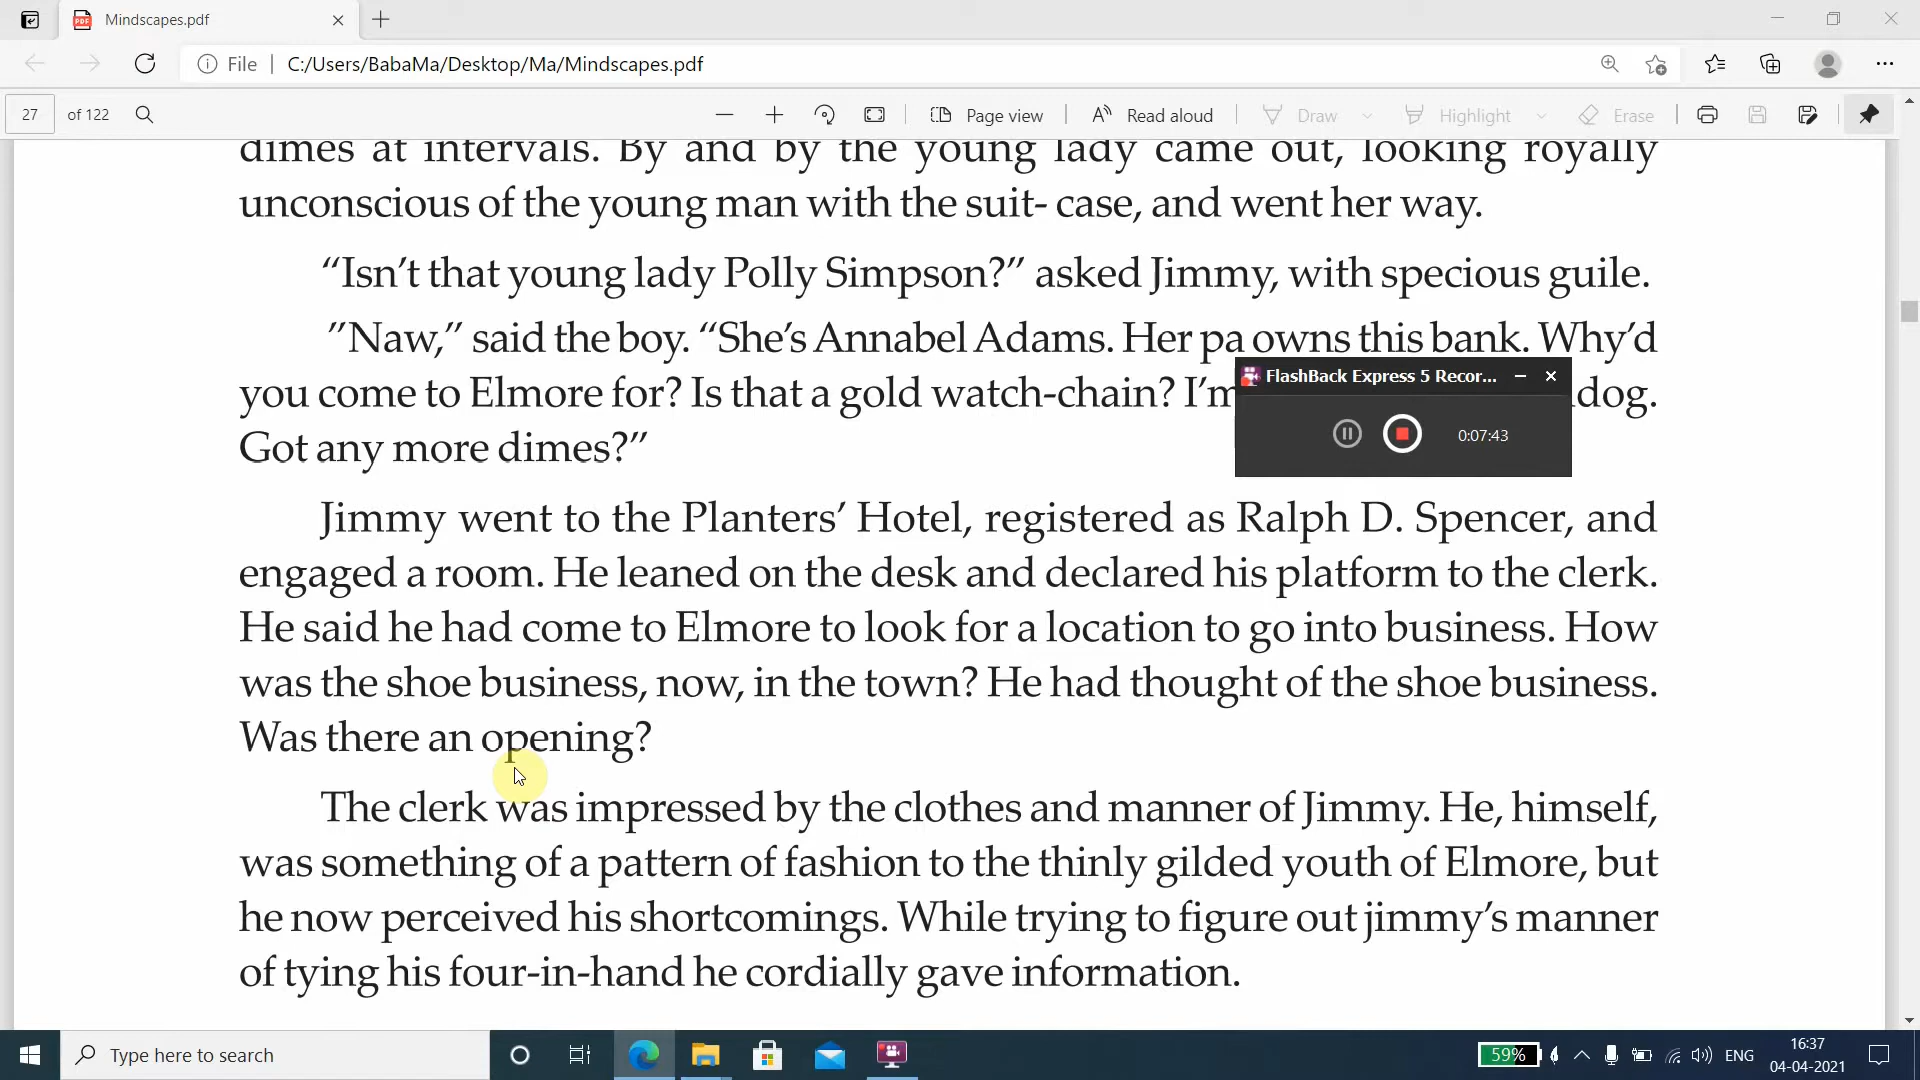 Mindscapes.pdf
File
C:/Users/BabaMa/Desktop/Ma/Mindscapes.pdf
27 of 122
Page view
Read aloud
Draw
Highlight
Erase
dimes at intervals. By and by the young lady came out, looking royally
unconscious of the young man with the suit- case, and went her way.
“Isn’t that young lady Polly Simpson?” asked Jimmy, with specious guile.
”Naw,” said the boy. “She’s Annabel Adams. Her pa owns this bank. Why’d
you come to Elmore for? Is that a gold watch-chain? I’m dog.
Got any more dimes?”
FlashBack Express 5 Recor...
0:07:43
Jimmy went to the Planters’ Hotel, registered as Ralph D. Spencer, and
engaged a room. He leaned on the desk and declared his platform to the clerk.
He said he had come to Elmore to look for a location to go into business. How
was the shoe business, now, in the town? He had thought of the shoe business.
Was there an opening?
The clerk was impressed by the clothes and manner of Jimmy. He, himself,
was something of a pattern of fashion to the thinly gilded youth of Elmore, but
he now perceived his shortcomings. While trying to figure out jimmy’s manner
of tying his four-in-hand he cordially gave information.
Type here to search
59%
ENG
16:37
04-04-2021